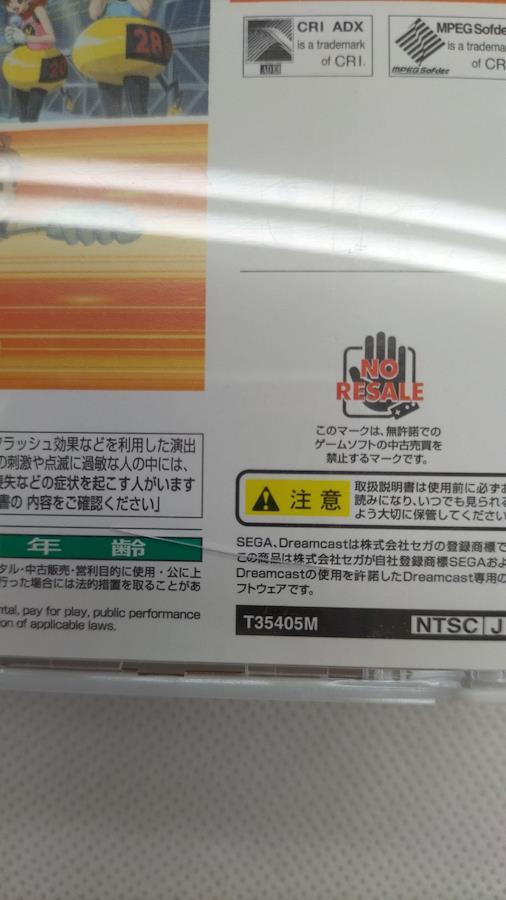 20
28
CRI ADX
is a trademark
of CRI.
ADX
MPEG Sofde
is a tradema
of CR
MPEG Sofdec
NO
RESALE
このマークは、無許諾での
ゲームソフトの中古売買を
禁止するマークです。
フラッシュ効果などを利用した演出
の刺激や点滅に過敏な人の中には、
喪失などの症状を起こす人がいます
書の 内容をご確認ください」
注意
取扱説明書は使用前に必ずお
読みになり、いつでも見られる
よう大切に保管してください
年齢
タル・中古販売・営利目的に使用・公に上
行った場合には法的措置を取ることがあ
ntal, pay for play, public performance
tion of applicable laws.
SEGA、Dreamcastは株式会社セガの登録商標で
この商品は株式会社セガが自社登録商標SEGAおよ
Dreamcastの使用を許諾したDreamcast専用の
フトウェアです。
T35405M
NTSC J